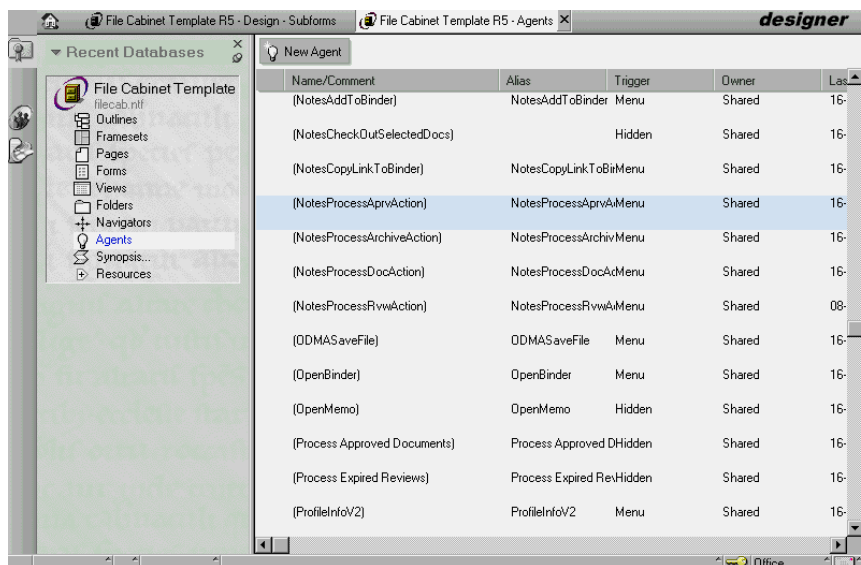 File Cabinet Template R5 - Design - Subforms
File Cabinet Template R5 - Agents
designer
Recent Databases
File Cabinet Template
filecab.ntf
Outlines
Framesets
Pages
Forms
Views
Folders
Navigators
Agents
Synopsis...
Resources
New Agent
Name/Comment Alias Trigger Owner Las
(NotesAddToBinder) NotesAddToBinder Menu Shared 16-
(NotesCheckOutSelectedDocs) Hidden Shared 16-
(NotesCopyLinkToBinder) NotesCopyLinkToBir Menu Shared 16-
(NotesProcessAprvAction) NotesProcessAprvA Menu Shared 16-
(NotesProcessArchiveAction) NotesProcessArchiv Menu Shared 16-
(NotesProcessDocAction) NotesProcessDocAc Menu Shared 16-
(NotesProcessRvwAction) NotesProcessRvwA Menu Shared 08-
(ODMASaveFile) ODMASaveFile Menu Shared 16-
(OpenBinder) OpenBinder Menu Shared 16-
(OpenMemo) OpenMemo Hidden Shared 16-
(Process Approved Documents) Process Approved D Hidden Shared 16-
(Process Expired Reviews) Process Expired Rev Hidden Shared 16-
(ProfileInfoV2) ProfileInfoV2 Menu Shared 16-
Office